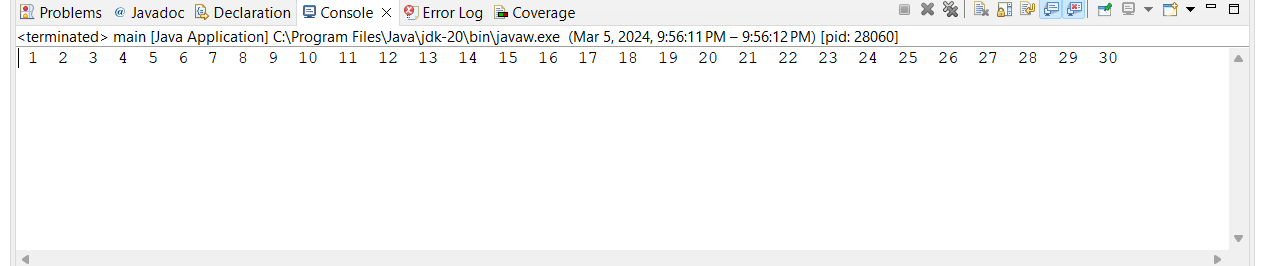 Problems @ Javadoc Declaration Console Error Log Coverage
<terminated> main [Java Application] C:\Program Files\Java\jdk-20\bin\javaw.exe (Mar 5, 2024, 9:56:11 PM – 9:56:12 PM) [pid: 28060]
1 2 3 4 5 6 7 8 9 10 11 12 13 14 15 16 17 18 19 20 21 22 23 24 25 26 27 28 29 30